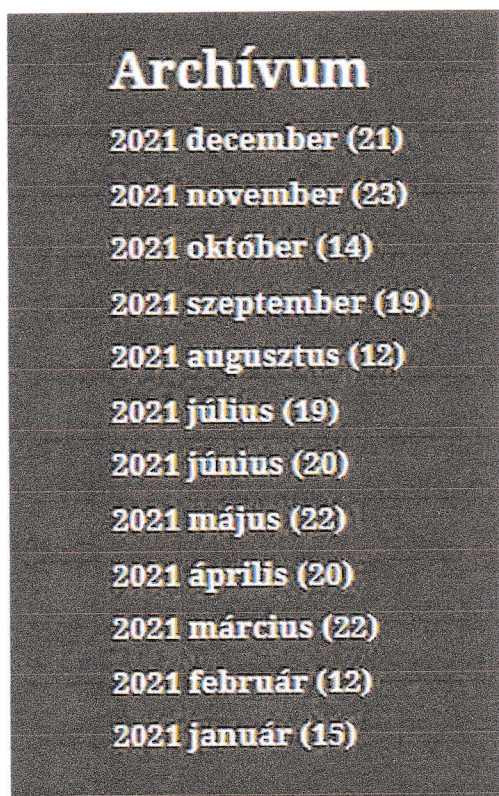 Archívum
2021 december (21)
2021 november (23)
2021 október (14)
2021 szeptember (19)
2021 augusztus (12)
2021 július (19)
2021 június (20)
2021 május (22)
2021 április (20)
2021 március (22)
2021 február (12)
2021 január (15)